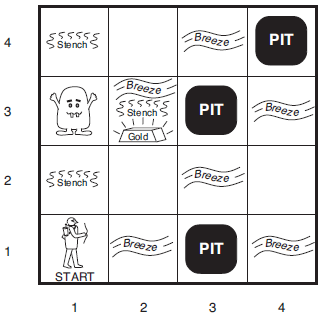 4
Stench
Breeze
PIT
3
Breeze
Stench
Gold
PIT
Breeze
2
Stench
Breeze
1
START
Breeze
PIT
Breeze
1 2 3 4